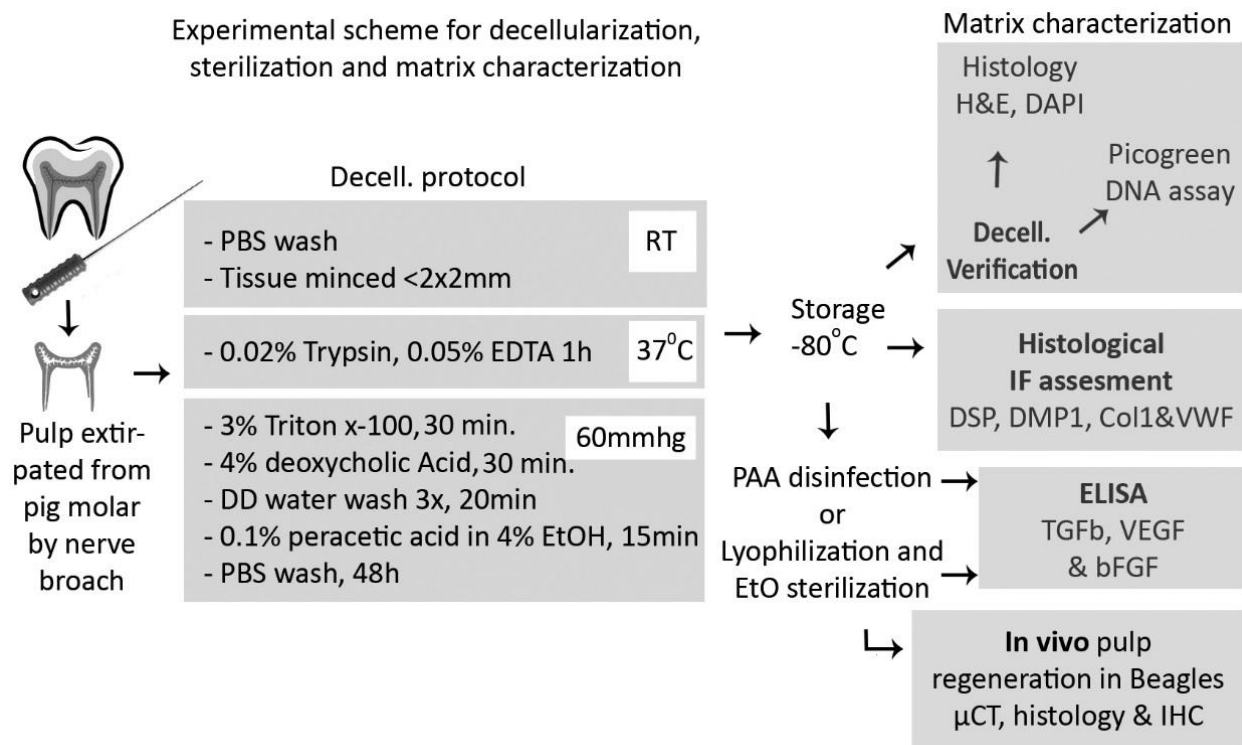 Experimental scheme for decellularization,
sterilization and matrix characterization
Pulp extir-
pated from
pig molar
by nerve
broach
Decell. protocol
- PBS wash
- Tissue minced <2x2mm
RT
- 0.02% Trypsin, 0.05% EDTA 1h
37⁰C
- 3% Triton x-100, 30 min.
- 4% deoxycholic Acid, 30 min.
- DD water wash 3x, 20min
- 0.1% peracetic acid in 4% EtOH, 15min
- PBS wash, 48h
60mmhg
Storage
-80⁰C
PAA disinfection
or
Lyophilization and
EtO sterilization
Matrix characterization
Histology
H&E, DAPI
Picogreen
DNA assay
Decell.
Verification
Histological
IF assesment
DSP, DMP1, Col1&VWF
ELISA
TGFb, VEGF
& bFGF
In vivo pulp
regeneration in Beagles
µCT, histology & IHC